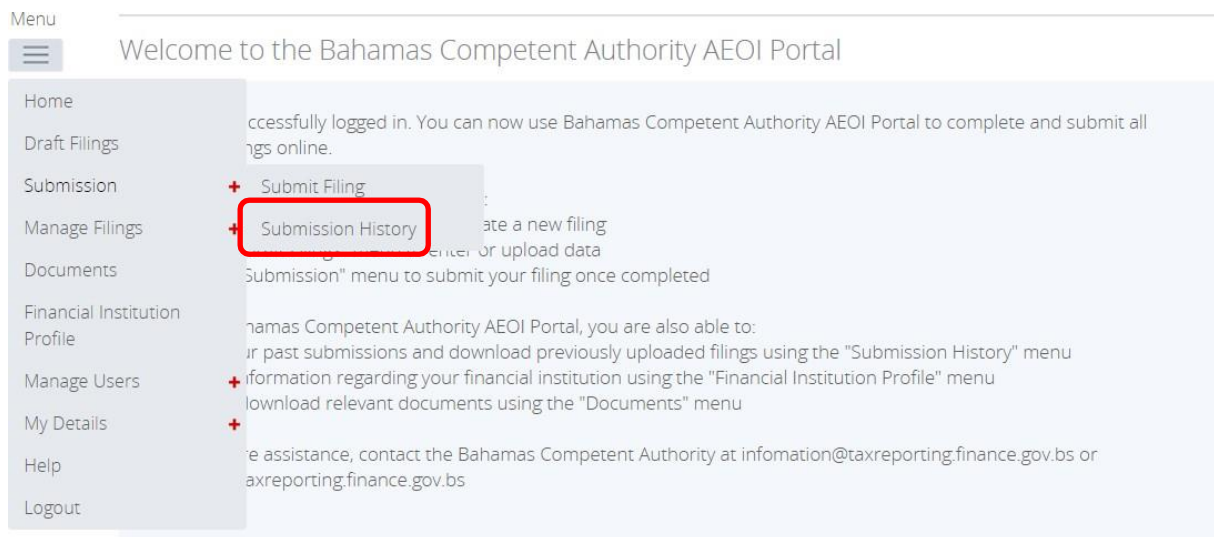 Menu
Welcome to the Bahamas Competent Authority AEOI Portal
Home
Draft Filings
Submission
Manage Filings
Documents
Financial Institution
Profile
Manage Users
My Details
Help
Logout
Submit Filing
Submission History
ccessfully logged in. You can now use Bahamas Competent Authority AEOI Portal to complete and submit all
ngs online.
:
ate a new filing
enter or upload data
Submission" menu to submit your filing once completed
hamas Competent Authority AEOI Portal, you are also able to:
ur past submissions and download previously uploaded filings using the "Submission History" menu
nformation regarding your financial institution using the "Financial Institution Profile" menu
download relevant documents using the "Documents" menu
re assistance, contact the Bahamas Competent Authority at infomation@taxreporting.finance.gov.bs or
axreporting.finance.gov.bs